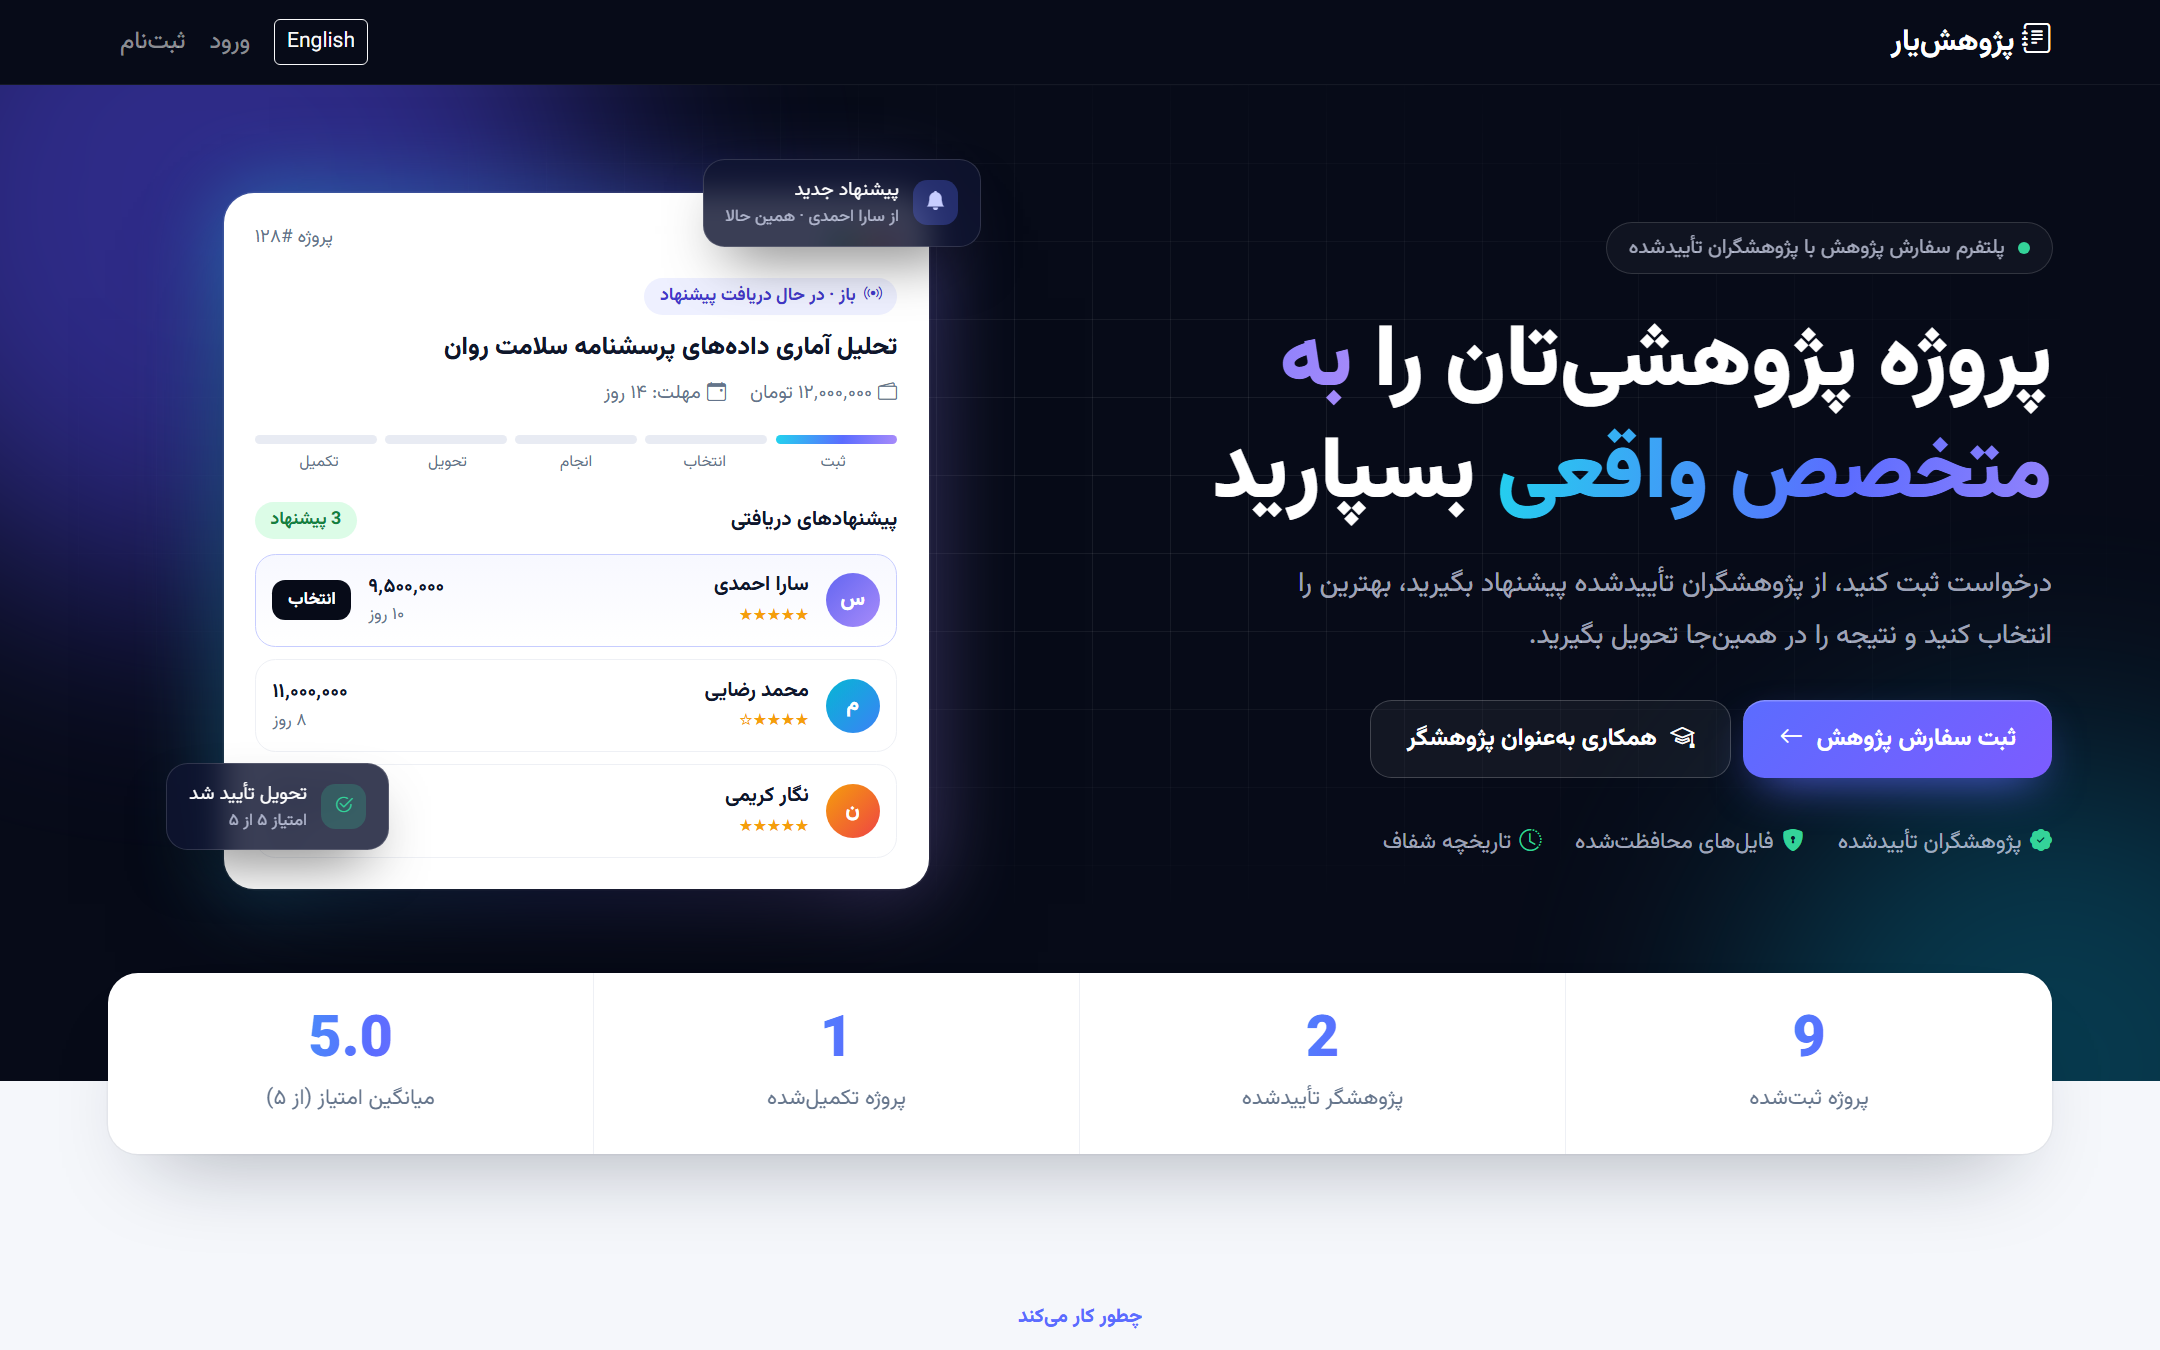 پژوهش‌یار
English
ورود
ثبت‌نام
پلتفرم سفارش پژوهش با پژوهشگران تأییدشده
پروژه پژوهشی‌تان را به
متخصص واقعی بسپارید
درخواست ثبت کنید، از پژوهشگران تأییدشده پیشنهاد بگیرید، بهترین را
انتخاب کنید و نتیجه را در همین‌جا تحویل بگیرید.
ثبت سفارش پژوهش
همکاری به‌عنوان پژوهشگر
پژوهشگران تأییدشده
فایل‌های محافظت‌شده
تاریخچه شفاف
پیشنهاد جدید
از سارا احمدی · همین حالا
پروژه #۱۲۸
باز · در حال دریافت پیشنهاد
تحلیل آماری داده‌های پرسشنامه سلامت روان
۱۲,۰۰۰,۰۰۰ تومان
مهلت: ۱۴ روز
ثبت
انتخاب
انجام
تحویل
تکمیل
پیشنهادهای دریافتی
3 پیشنهاد
س
سارا احمدی
★★★★★
۹,۵۰۰,۰۰۰
۱۰ روز
انتخاب
م
محمد رضایی
★★★★☆
۱۱,۰۰۰,۰۰۰
۸ روز
ن
نگار کریمی
★★★★★
تحویل تأیید شد
امتیاز ۵ از ۵
9
پروژه ثبت‌شده
2
پژوهشگر تأییدشده
1
پروژه تکمیل‌شده
5.0
میانگین امتیاز (از ۵)
چطور کار می‌کند